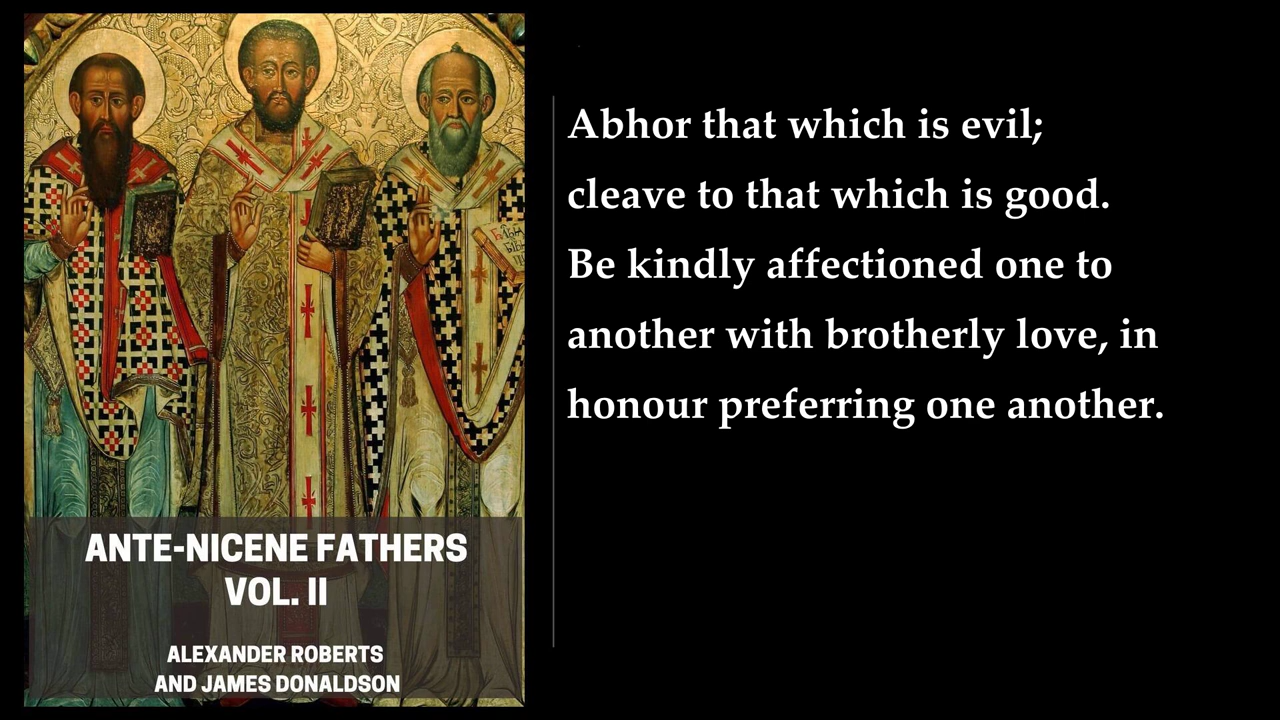 Abhor that which is evil;
cleave to that which is good.
Be kindly affectioned one to
another with brotherly love, in
honour preferring one another.
ANTE-NICENE FATHERS
VOL. II
ALEXANDER ROBERTS
AND JAMES DONALDSON